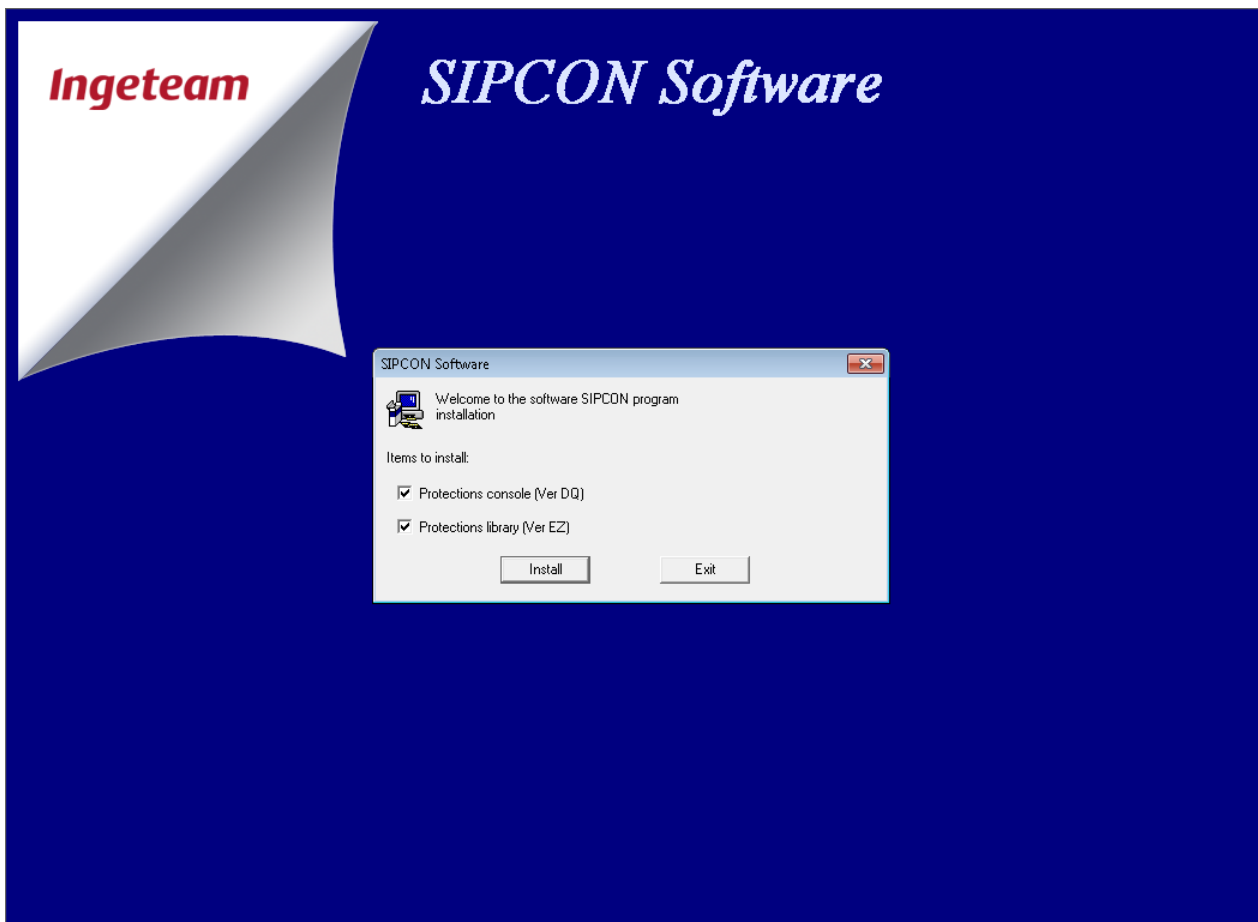 Ingeteam
SIPCON Software
SIPCON Software
Welcome to the software SIPCON program
installation
Items to install:
Protections console (Ver DQ)
Protections library (Ver EZ)
Install
Exit